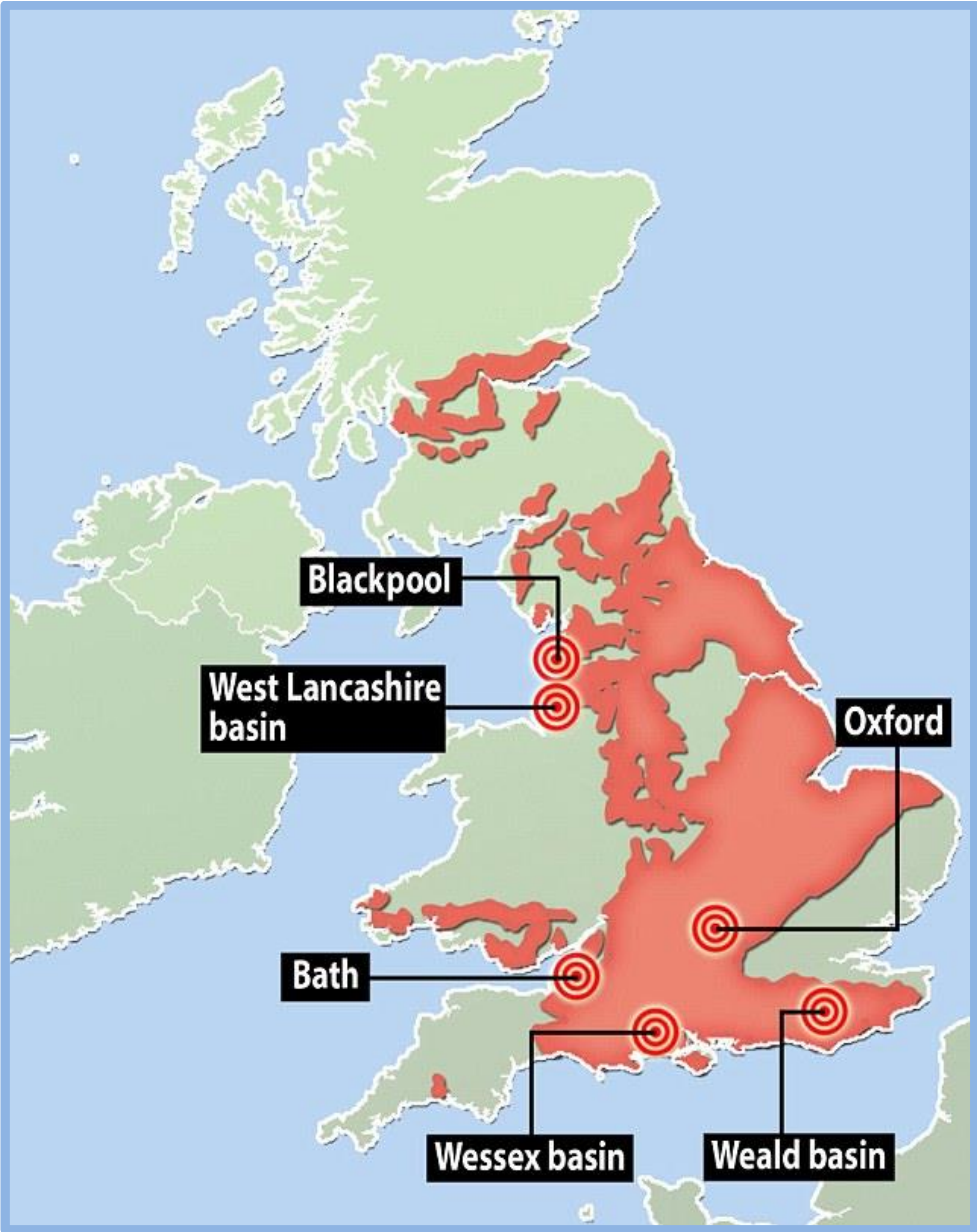 Blackpool
West Lancashire
basin
Oxford
Bath
Wessex basin
Weald basin